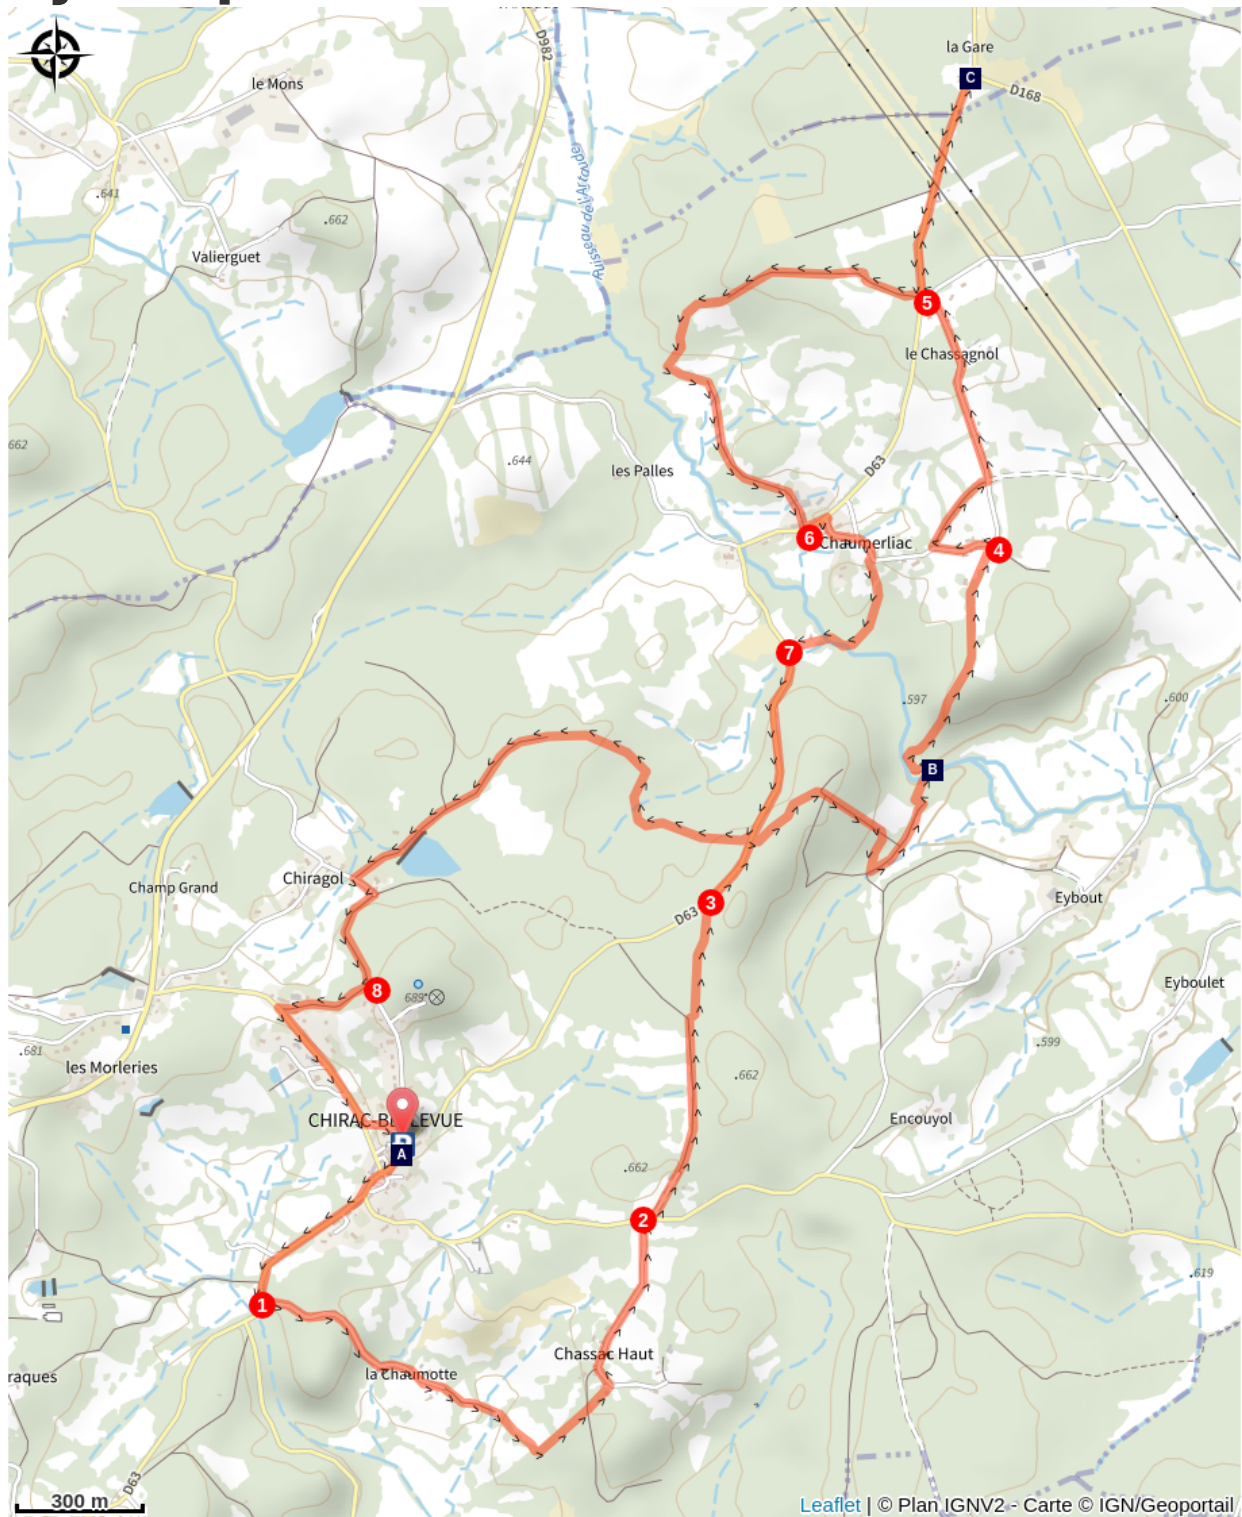 la Gare
C
D982
le Mons
D168
.641
.662
Ruisseau de l'Artaude
Valierguet
5
le Chassagnol
662
.644
les Palles
D63
6
Chaumerliac
4
7
.597
.600
B
Chiragol
Champ Grand
Eybout
3
D63
8
689
Eyboulet
.681
.599
les Morleries
.662
CHIRAC-BELLEVUE
Encouyol
A
.662
2
.619
1
Chassac Haut
raques
la Chaumotte
D63
300 m
Leaflet | © Plan IGNV2 - Carte © IGN/Geoportail